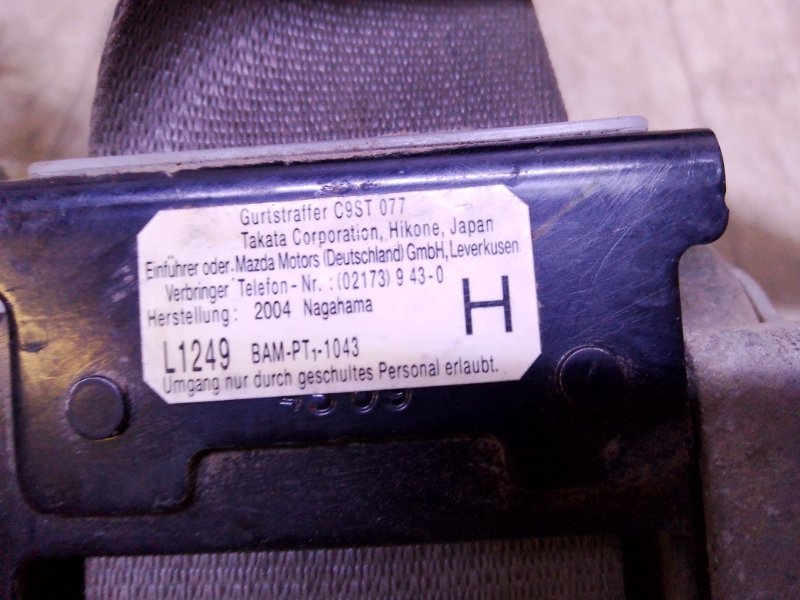 Gurtstraffer C9ST 077
Takata Corporation, Hikone, Japan
Einführer oder Mazda Motors (Deutschland) GmbH, Leverkusen
Verbringer Telefon-Nr.: (02173) 9 43-0
Herstellung: 2004 Nagahama
H
L1249 BAM-PT₁-1043
Umgang nur durch geschultes Personal erlaubt.